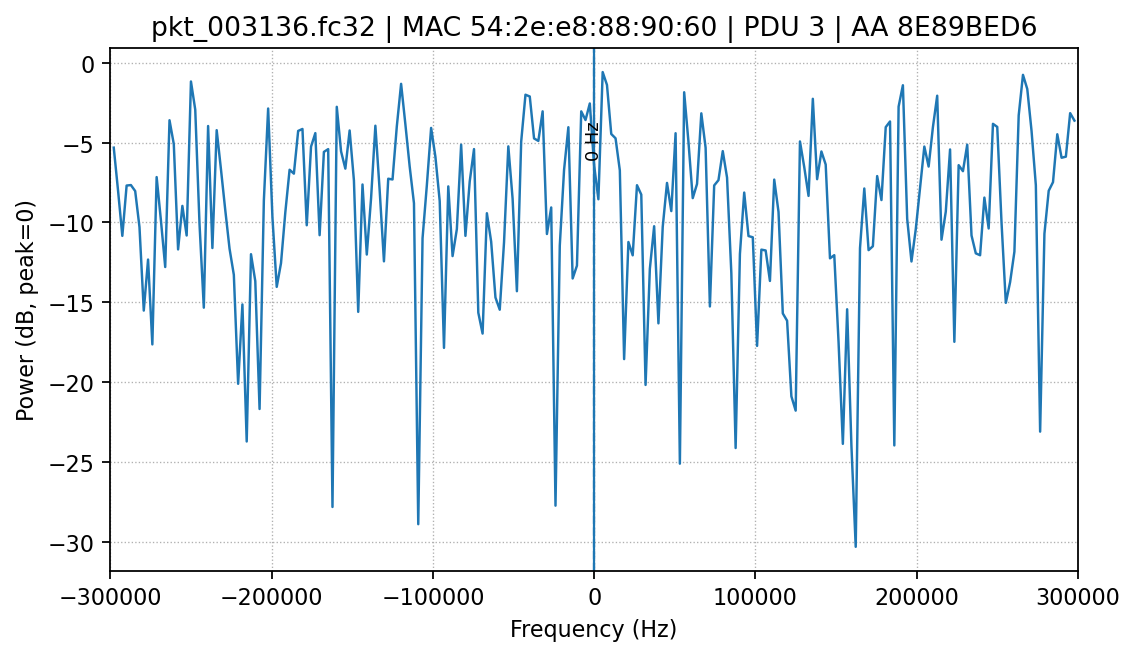 pkt_003136.fc32 | MAC 54:2e:e8:88:90:60 | PDU 3 | AA 8E89BED6
Power (dB, peak=0)
0
−5
−10
−15
−20
−25
−30
0 Hz
−300000 −200000 −100000 0 100000 200000 300000
Frequency (Hz)